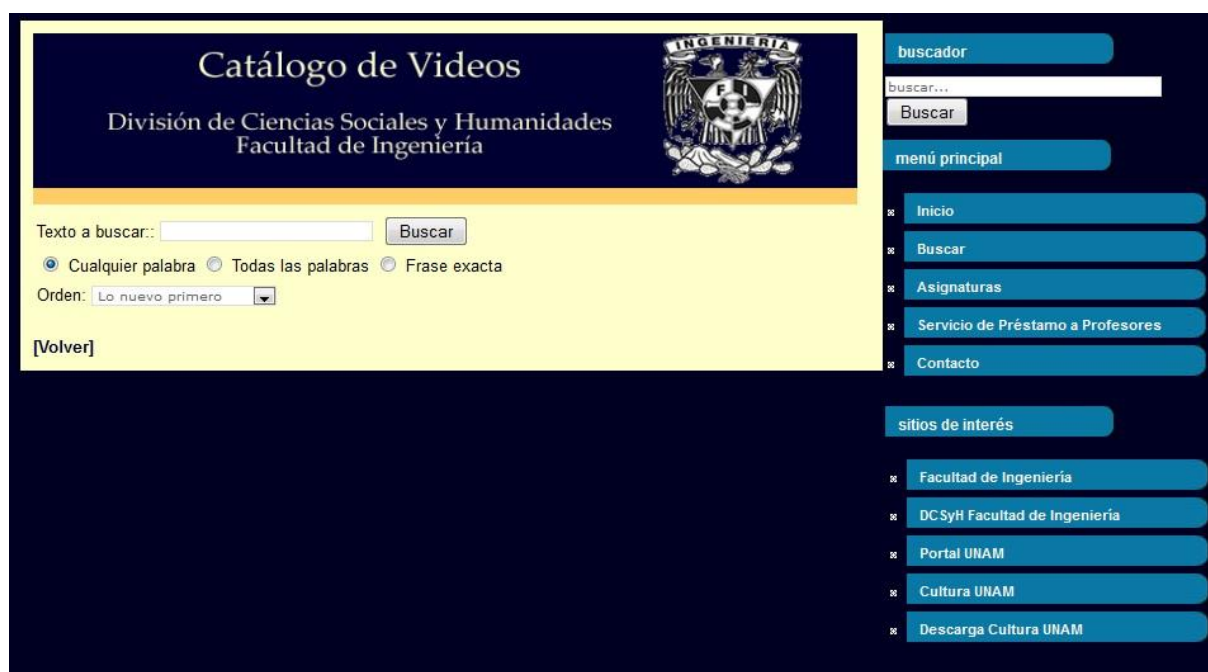 Catálogo de Videos
División de Ciencias Sociales y Humanidades
Facultad de Ingeniería
INGENIERIA
F I
Texto a buscar:: Buscar
Cualquier palabra Todas las palabras Frase exacta
Orden: Lo nuevo primero
[Volver]
buscador
buscar...
Buscar
menú principal
Inicio
Buscar
Asignaturas
Servicio de Préstamo a Profesores
Contacto
sitios de interés
Facultad de Ingeniería
DCSyH Facultad de Ingeniería
Portal UNAM
Cultura UNAM
Descarga Cultura UNAM